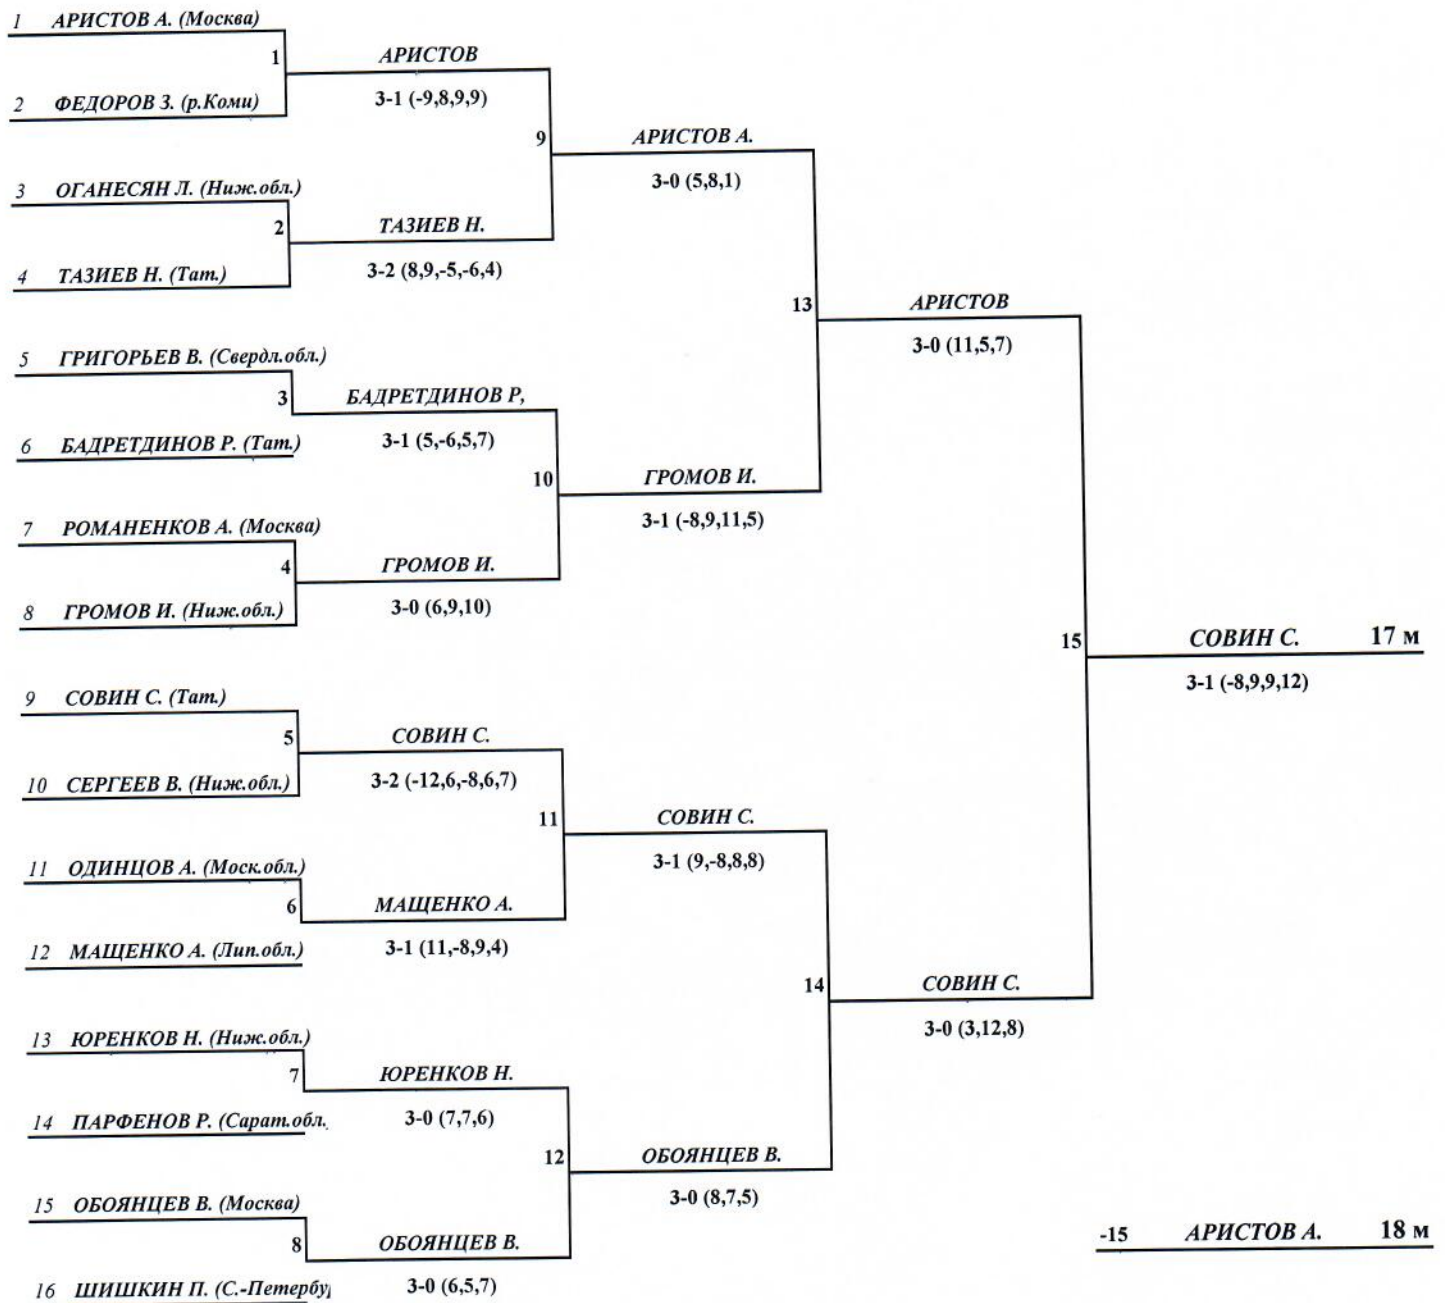 1 АРИСТОВ А. (Москва)
1
АРИСТОВ
3-1 (-9,8,9,9)
2 ФЕДОРОВ З. (р.Коми)
9
АРИСТОВ А.
3-0 (5,8,1)
3 ОГАНЕСЯН Л. (Ниж.обл.)
2
ТАЗИЕВ Н.
3-2 (8,9,-5,-6,4)
4 ТАЗИЕВ Н. (Тат.)
13
АРИСТОВ
3-0 (11,5,7)
5 ГРИГОРЬЕВ В. (Свердл.обл.)
3
БАДРЕТДИНОВ Р,
3-1 (5,-6,5,7)
6 БАДРЕТДИНОВ Р. (Тат.)
10
ГРОМОВ И.
3-1 (-8,9,11,5)
7 РОМАНЕНКОВ А. (Москва)
4
ГРОМОВ И.
3-0 (6,9,10)
8 ГРОМОВ И. (Ниж.обл.)
15
СОВИН С. 17 м
3-1 (-8,9,9,12)
9 СОВИН С. (Тат.)
5
СОВИН С.
3-2 (-12,6,-8,6,7)
10 СЕРГЕЕВ В. (Ниж.обл.)
11
СОВИН С.
3-1 (9,-8,8,8)
11 ОДИНЦОВ А. (Моск.обл.)
6
МАЩЕНКО А.
3-1 (11,-8,9,4)
12 МАЩЕНКО А. (Лип.обл.)
14
СОВИН С.
3-0 (3,12,8)
13 ЮРЕНКОВ Н. (Ниж.обл.)
7
ЮРЕНКОВ Н.
3-0 (7,7,6)
14 ПАРФЕНОВ Р. (Сарат.обл.
12
ОБОЯНЦЕВ В.
3-0 (8,7,5)
15 ОБОЯНЦЕВ В. (Москва)
8
ОБОЯНЦЕВ В.
3-0 (6,5,7)
16 ШИШКИН П. (С.-Петербу
-15 АРИСТОВ А. 18 м